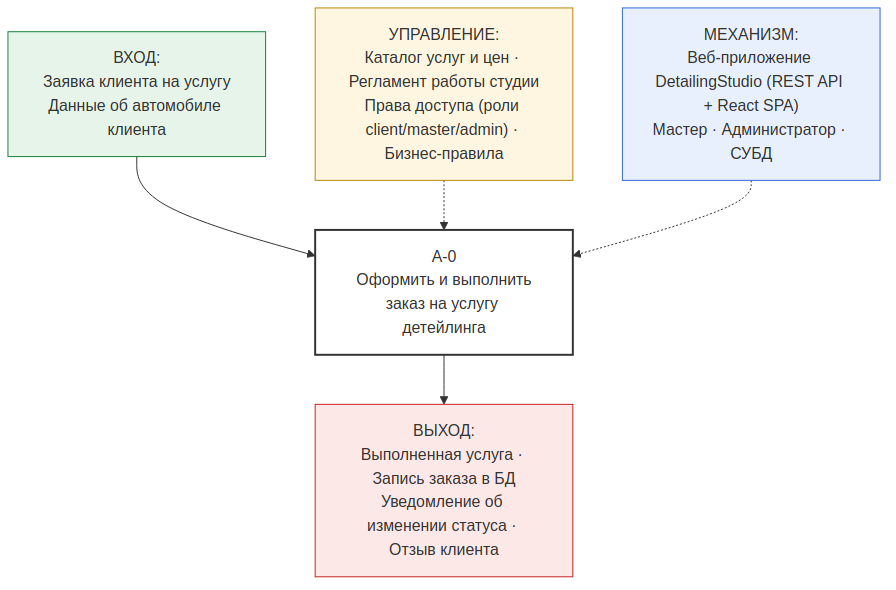 ВХОД:
Заявка клиента на услугу
Данные об автомобиле
клиента
УПРАВЛЕНИЕ:
Каталог услуг и цен ·
Регламент работы студии
Права доступа (роли
client/master/admin) ·
Бизнес-правила
МЕХАНИЗМ:
Веб-приложение
DetailingStudio (REST API
+ React SPA)
Мастер · Администратор ·
СУБД
А-0
Оформить и выполнить
заказ на услугу
детейлинга
ВЫХОД:
Выполненная услуга ·
Запись заказа в БД
Уведомление об
изменении статуса ·
Отзыв клиента